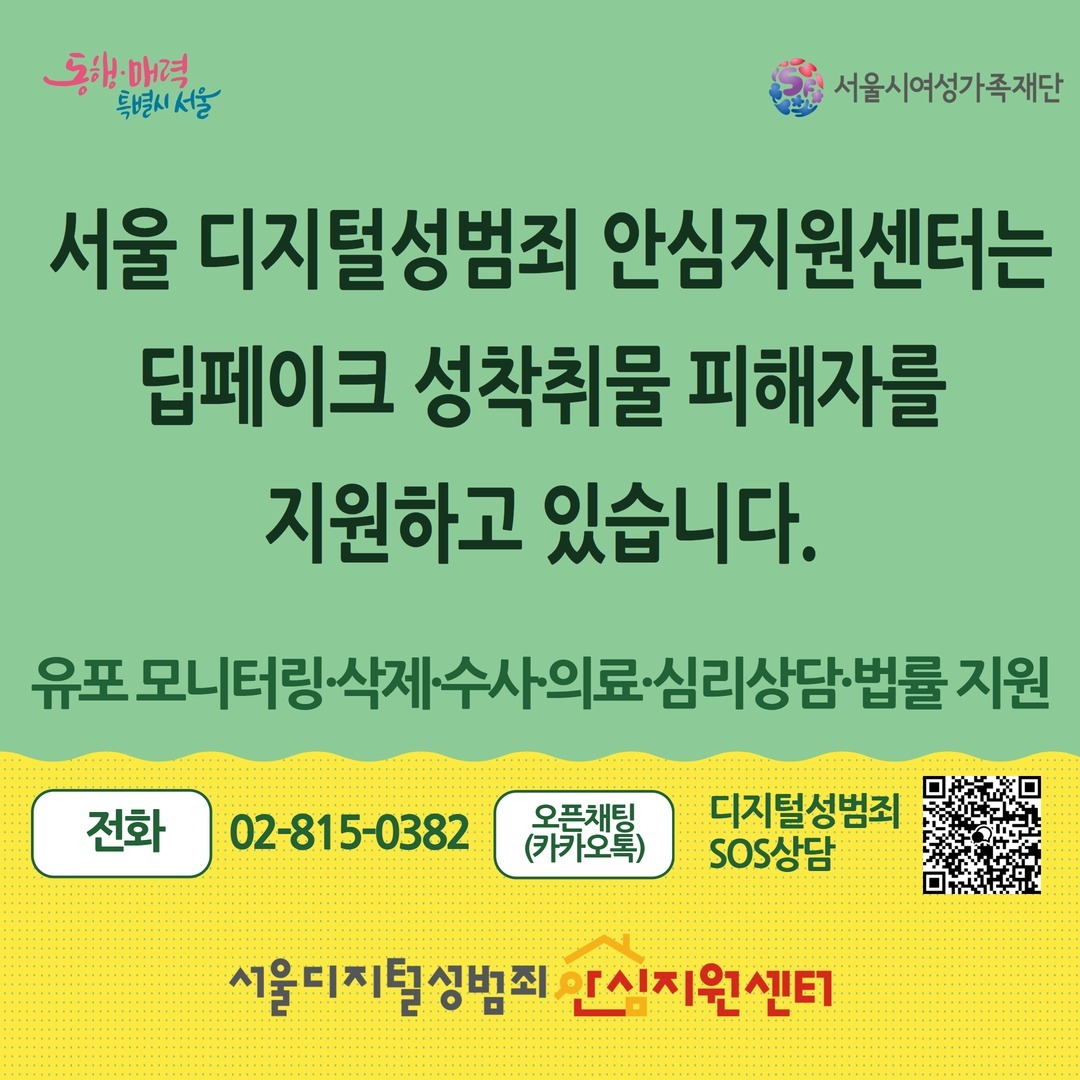 동행·매력
특별시 서울
서울시여성가족재단
서울 디지털성범죄 안심지원센터는
딥페이크 성착취물 피해자를
지원하고 있습니다.
유포 모니터링·삭제·수사·의료·심리상담·법률 지원
전화
02-815-0382
오픈채팅
(카카오톡)
디지털성범죄
SOS상담
서울디지털성범죄 안심지원센터